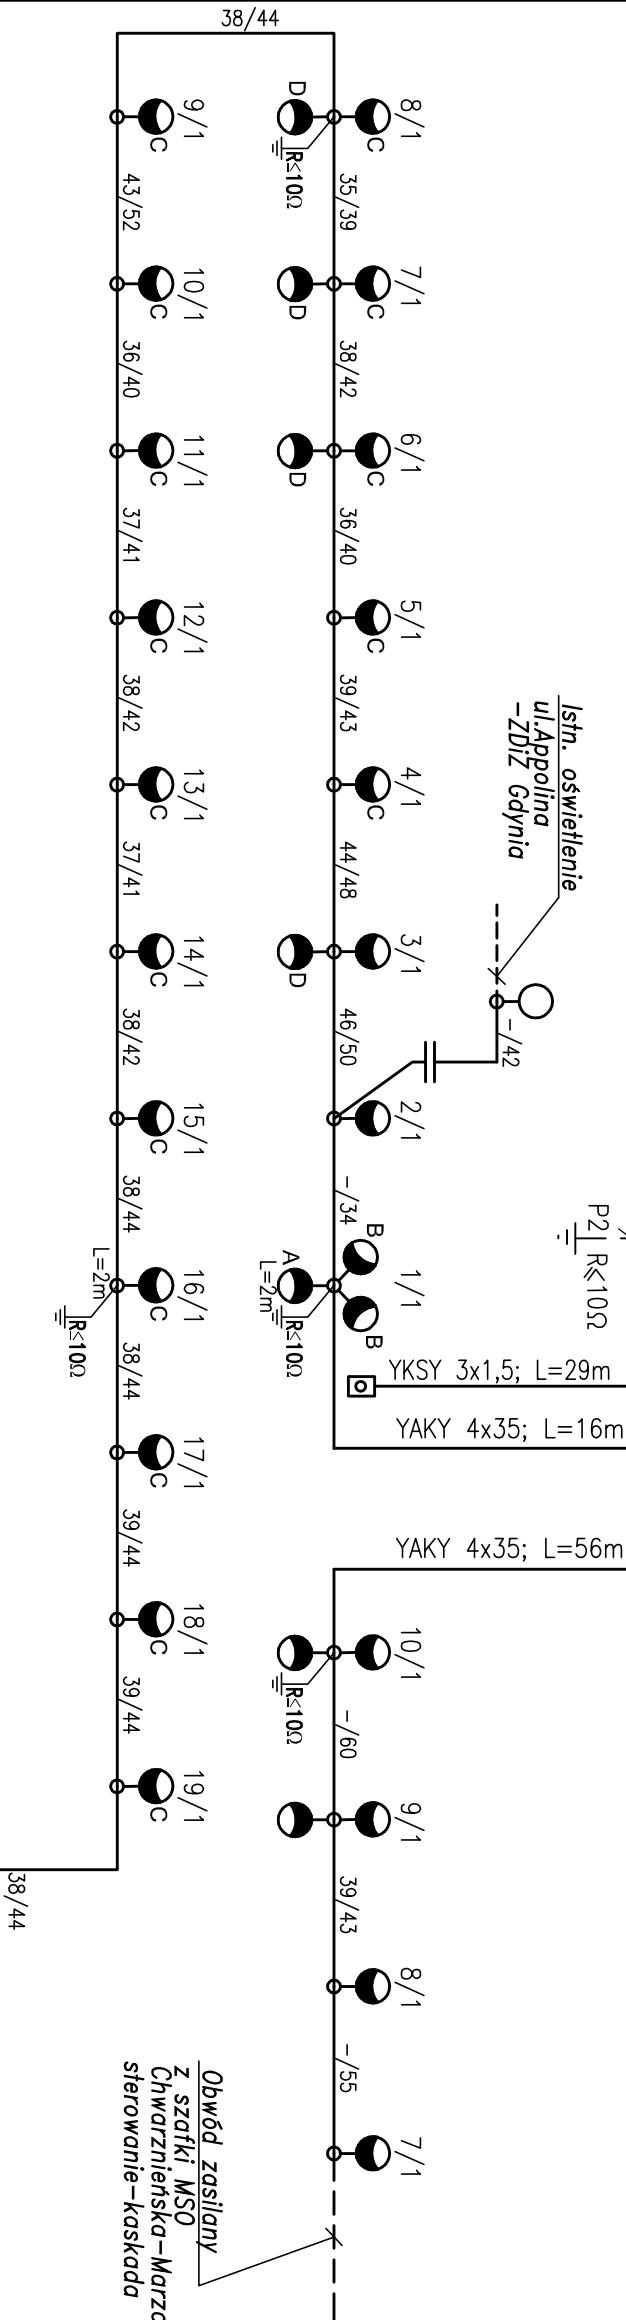 38/44
9/1
C
43/52
10/1
C
36/40
11/1
C
37/41
12/1
C
38/42
13/1
C
37/41
14/1
C
38/42
15/1
C
38/44
16/1
C
L=2m
R≤10Ω
38/44
17/1
C
39/44
18/1
C
39/44
19/1
C
38/44
8/1
D
C
R≤10Ω
35/39
7/1
C
D
38/42
6/1
C
D
36/40
5/1
C
39/43
4/1
C
44/48
3/1
D
46/50
2/1
-/34
1/1
B
B
A
L=2m
R≤10Ω
Istn. oświetlenie
ul.Appolina
-ZDiZ Gdynia
-/42
P2
R≤10Ω
YKSY 3x1,5; L=29m
YAKY 4x35; L=16m
YAKY 4x35; L=56m
10/1
R≤10Ω
-/60
9/1
39/43
8/1
-/55
7/1
Obwód zasilany
z szafki MSO
Chwarznieńska-Marzo
sterowanie-kaskada